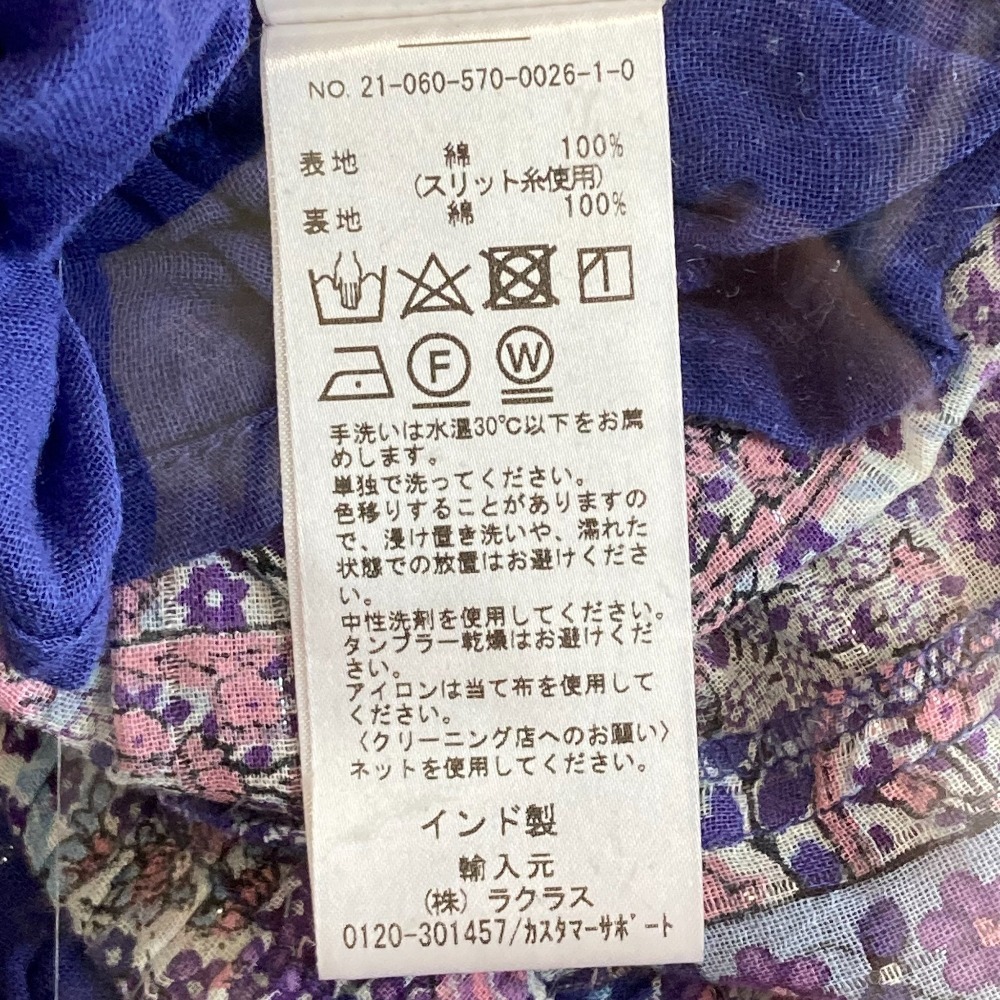 NO. 21-060-570-0026-1-0
表地 綿 100%
(スリット糸使用)
裏地 綿 100%
F W
手洗いは水温30℃以下をお薦
めします。
単独で洗ってください。
色移りすることがありますの
で、浸け置き洗いや、濡れた
状態での放置はお避けくださ
い。
中性洗剤を使用してください。
タンブラー乾燥はお避けくだ
さい。
アイロンは当て布を使用して
ください。
〈クリーニング店へのお願い〉
ネットを使用してください。
インド製
輸入元
(株) ラクラス
0120-301457/カスタマーサポート